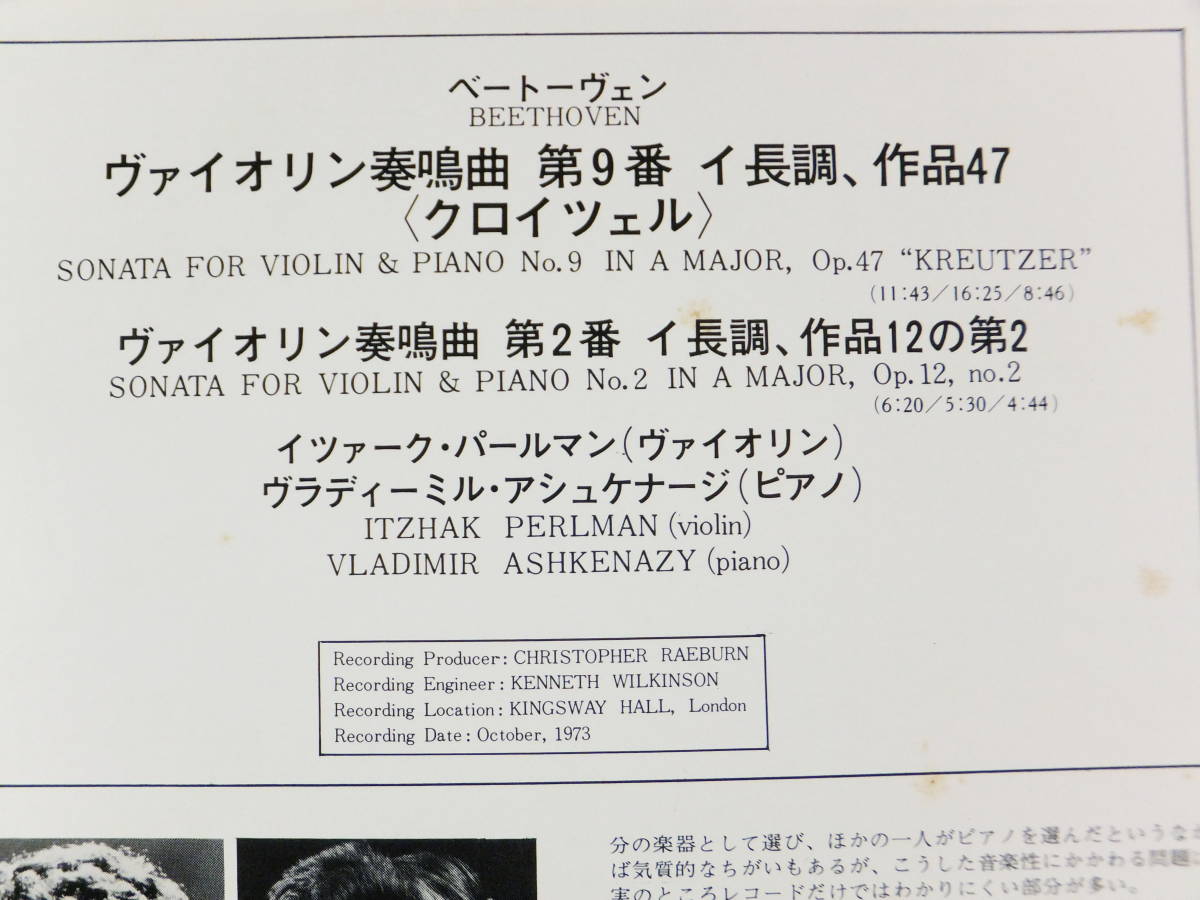 ベートーヴェン
BEETHOVEN
ヴァイオリン奏鳴曲 第9番 イ長調、作品47
〈クロイツェル〉
SONATA FOR VIOLIN & PIANO No.9 IN A MAJOR, Op.47 “KREUTZER”
(11:43/16:25/8:46)
ヴァイオリン奏鳴曲 第2番 イ長調、作品12の第2
SONATA FOR VIOLIN & PIANO No.2 IN A MAJOR, Op.12, no.2
(6:20/5:30/4:44)
イツァーク・パールマン(ヴァイオリン)
ヴラディーミル・アシュケナージ(ピアノ)
ITZHAK PERLMAN (violin)
VLADIMIR ASHKENAZY (piano)
Recording Producer: CHRISTOPHER RAEBURN
Recording Engineer: KENNETH WILKINSON
Recording Location: KINGSWAY HALL, London
Recording Date: October, 1973
分の楽器として選び、ほかの一人がピアノを選んだというな
ば気質的なちがいもあるが、こうした音楽性にかかわる問題
実のところレコードだけではわかりにくい部分が多い。